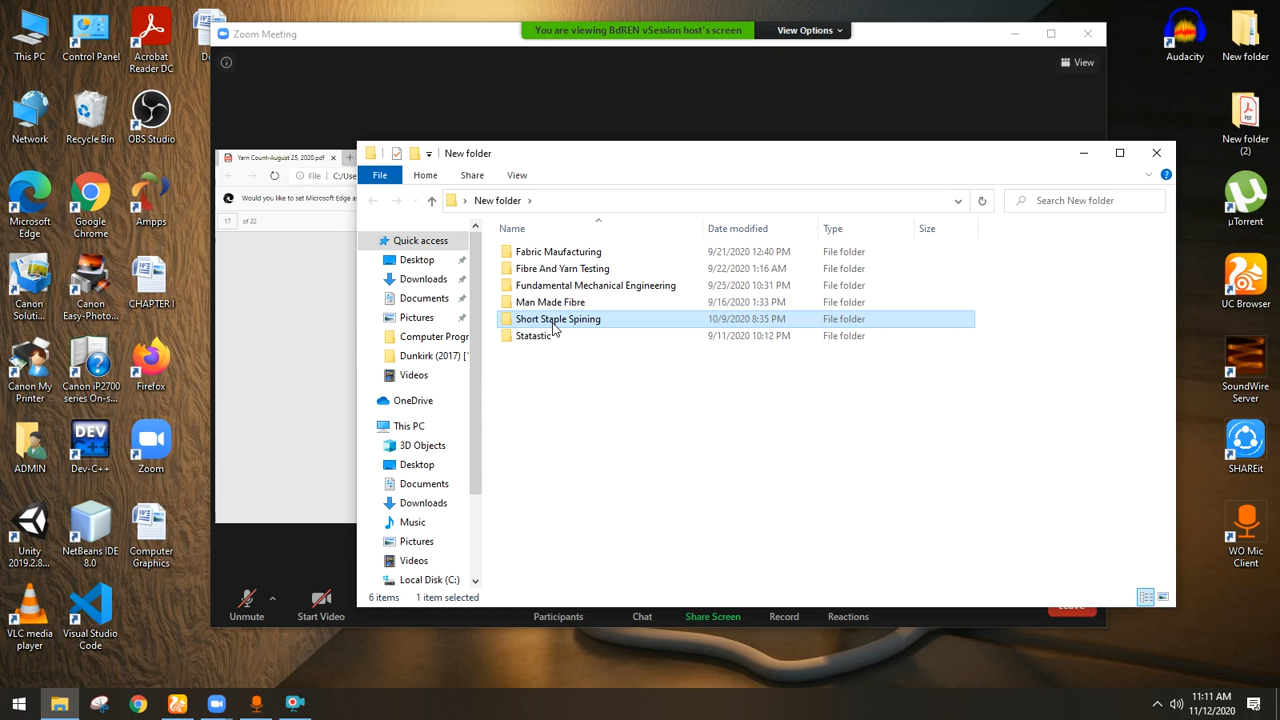 This PC
Control Panel
Acrobat
Reader DC
Network
Recycle Bin
OBS Studio
Microsoft
Edge
Google
Chrome
Ampps
Canon
Soluti...
Canon
Easy-Photo...
CHAPTER I
Canon My
Printer
Canon iP2700
series On-s...
Firefox
ADMIN
Dev-C++
Zoom
Unity
2019.2.8...
NetBeans IDE
8.0
Computer
Graphics
VLC media
player
Visual Studio
Code
Zoom Meeting
You are viewing BdREN vSession host's screen
View Options
View
Yarn Count-August 25, 2020.pdf
File
C:/Use
Would you like to set Microsoft Edge as
17 of 22
New folder
File Home Share View
New folder
Search New folder
Name Date modified Type Size
Fabric Maufacturing 9/21/2020 12:40 PM File folder
Fibre And Yarn Testing 9/22/2020 1:16 AM File folder
Fundamental Mechanical Engineering 9/25/2020 10:31 PM File folder
Man Made Fibre 9/16/2020 1:33 PM File folder
Short Staple Spining 10/9/2020 8:35 PM File folder
Statastic 9/11/2020 10:12 PM File folder
Quick access
Desktop
Downloads
Documents
Pictures
Computer Progr
Dunkirk (2017) [
Videos
OneDrive
This PC
3D Objects
Desktop
Documents
Downloads
Music
Pictures
Videos
Local Disk (C:)
6 items 1 item selected
Unmute
Start Video
Participants
Chat
Share Screen
Record
Reactions
Leave
Audacity
New folder
New folder
(2)
µTorrent
UC Browser
SoundWire
Server
SHAREit
WO Mic
Client
11:11 AM
11/12/2020